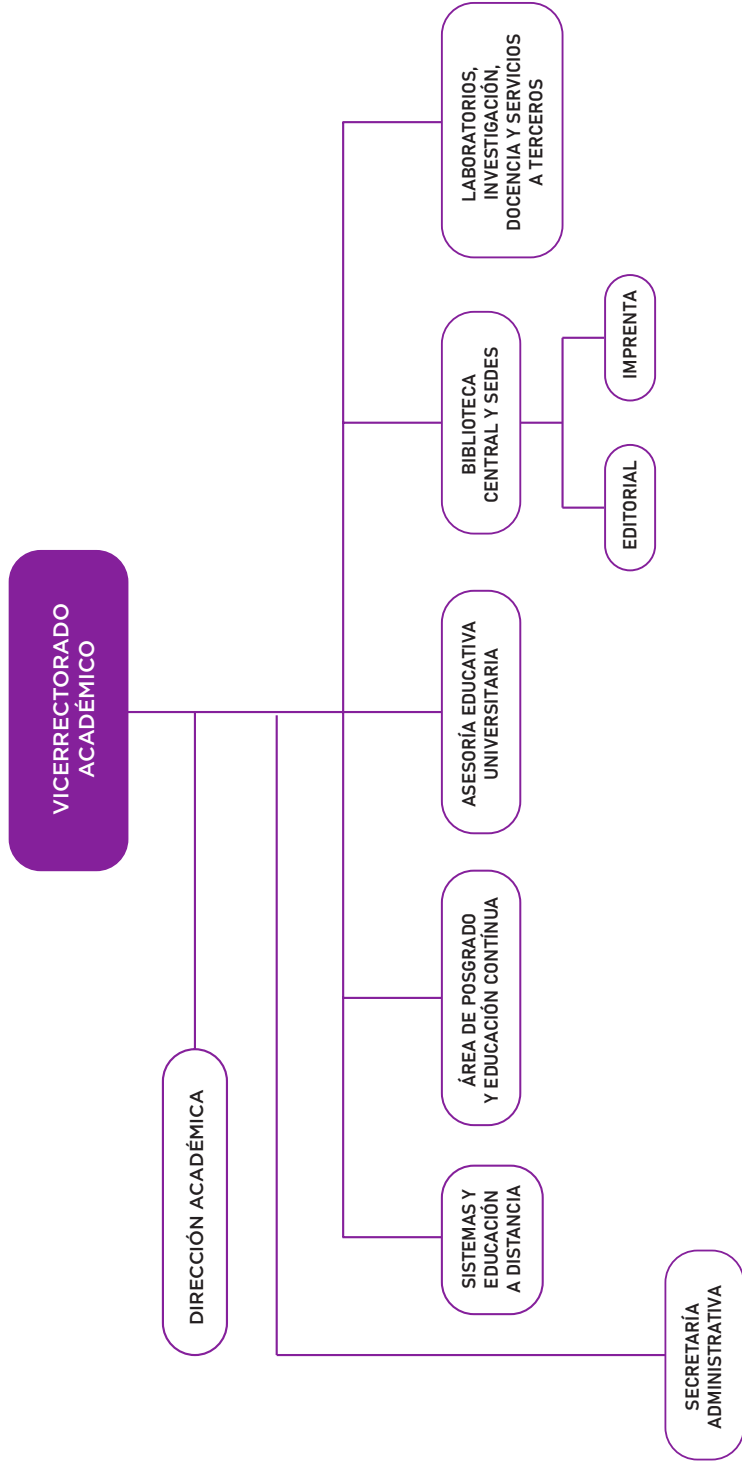 VICERRECTORADO
ACADÉMICO
DIRECCIÓN ACADÉMICA
SISTEMAS Y
EDUCACIÓN
A DISTANCIA
ÁREA DE POSGRADO
Y EDUCACIÓN CONTÍNUA
ASESORÍA EDUCATIVA
UNIVERSITARIA
BIBLIOTECA
CENTRAL Y SEDES
LABORATORIOS,
INVESTIGACIÓN,
DOCENCIA Y SERVICIOS
A TERCEROS
EDITORIAL
IMPRENTA
SECRETARÍA
ADMINISTRATIVA